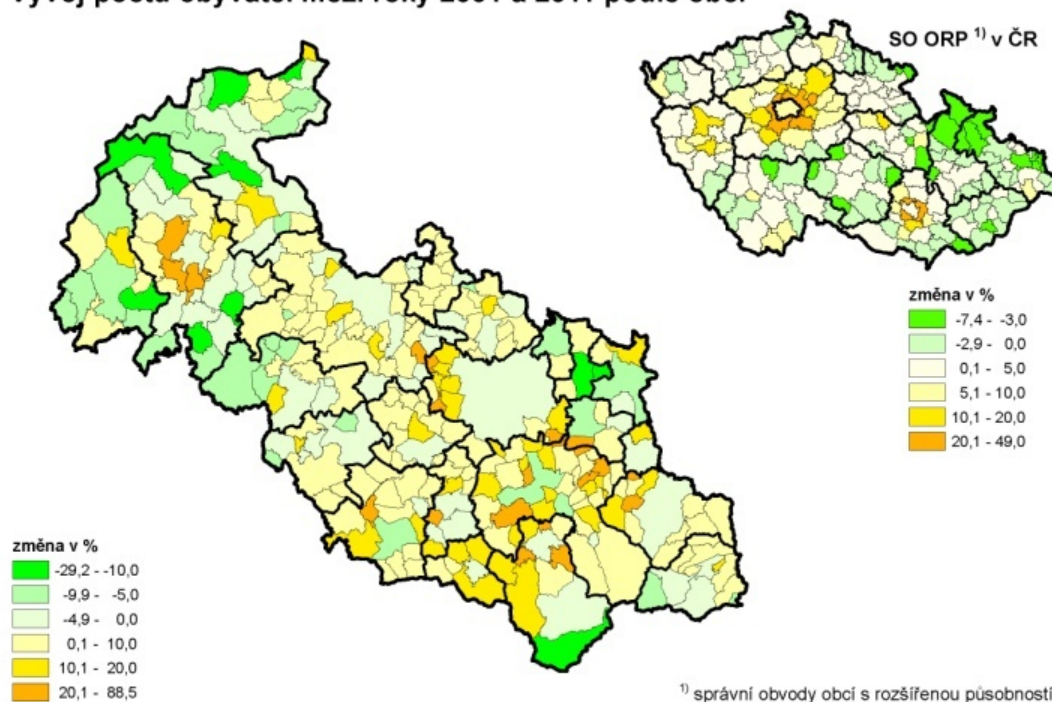 SO ORP ¹⁾ v ČR
změna v %
-7,4 - -3,0
-2,9 - 0,0
0,1 - 5,0
5,1 - 10,0
10,1 - 20,0
20,1 - 49,0
změna v %
-29,2 - -10,0
-9,9 - -5,0
-4,9 - 0,0
0,1 - 10,0
10,1 - 20,0
20,1 - 88,5
¹⁾ správní obvody obcí s rozšířenou působností